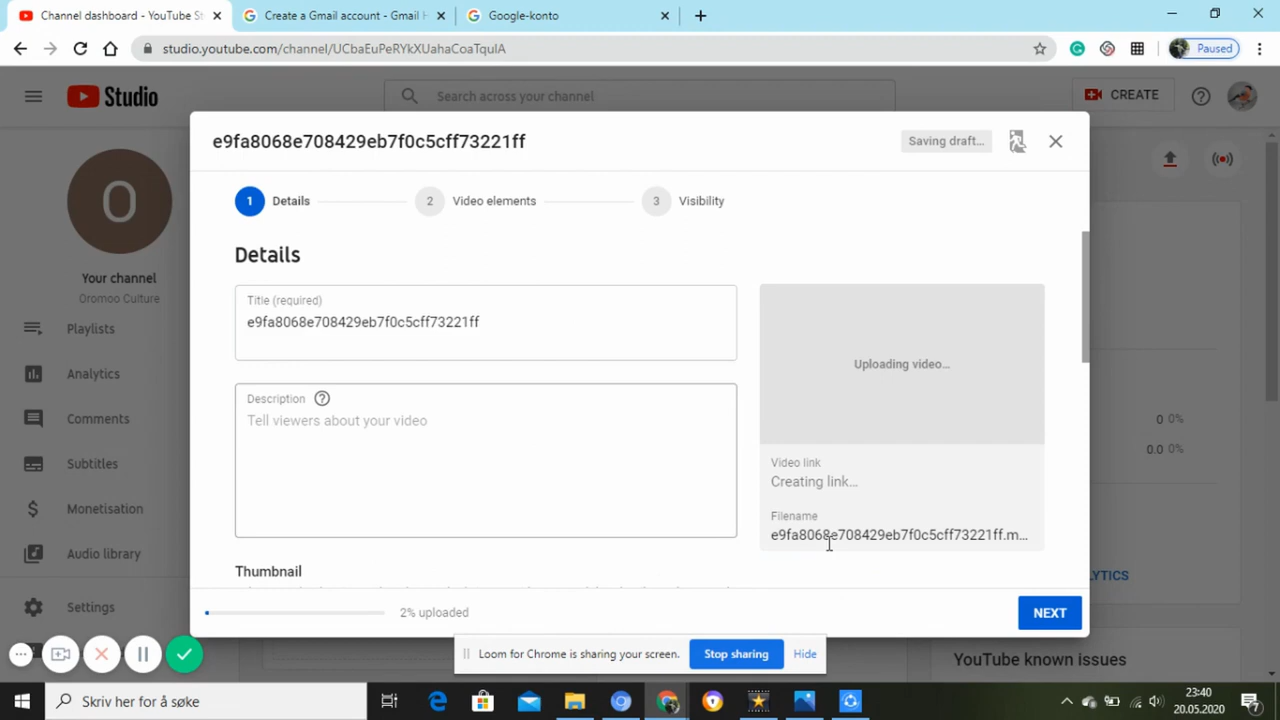 Channel dashboard - YouTube St
Create a Gmail account - Gmail H
Google-konto
studio.youtube.com/channel/UCbaEuPeRYkXUahaCoaTquIA
Paused
Studio
Search across your channel
CREATE
e9fa8068e708429eb7f0c5cff73221ff
Saving draft...
1 Details
2 Video elements
3 Visibility
Details
Title (required)
e9fa8068e708429eb7f0c5cff73221ff
Description
Tell viewers about your video
Uploading video...
Video link
Creating link...
Filename
e9fa8068e708429eb7f0c5cff73221ff.m...
Thumbnail
2% uploaded
NEXT
O
Your channel
Oromoo Culture
Playlists
Analytics
Comments
Subtitles
Monetisation
Audio library
Settings
0 0%
0.0 0%
LYTICS
YouTube known issues
Loom for Chrome is sharing your screen.
Stop sharing
Hide
Skriv her for å søke
23:40
20.05.2020
7